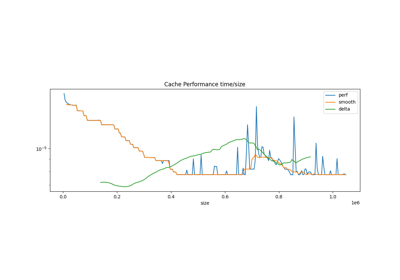 Cache Performance time/size
perf
smooth
delta
10⁻⁵
0.0 0.2 0.4 0.6 0.8 1.0
1e6
size